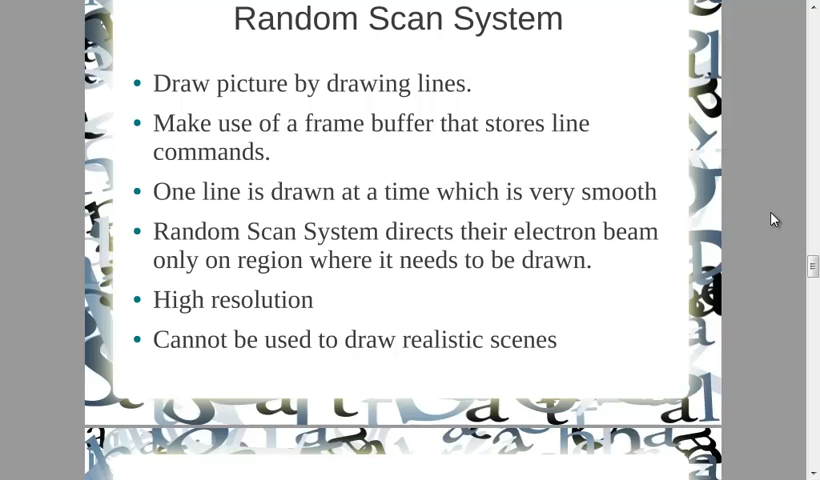 Random Scan System
• Draw picture by drawing lines.
• Make use of a frame buffer that stores line
commands.
• One line is drawn at a time which is very smooth
• Random Scan System directs their electron beam
only on region where it needs to be drawn.
• High resolution
• Cannot be used to draw realistic scenes